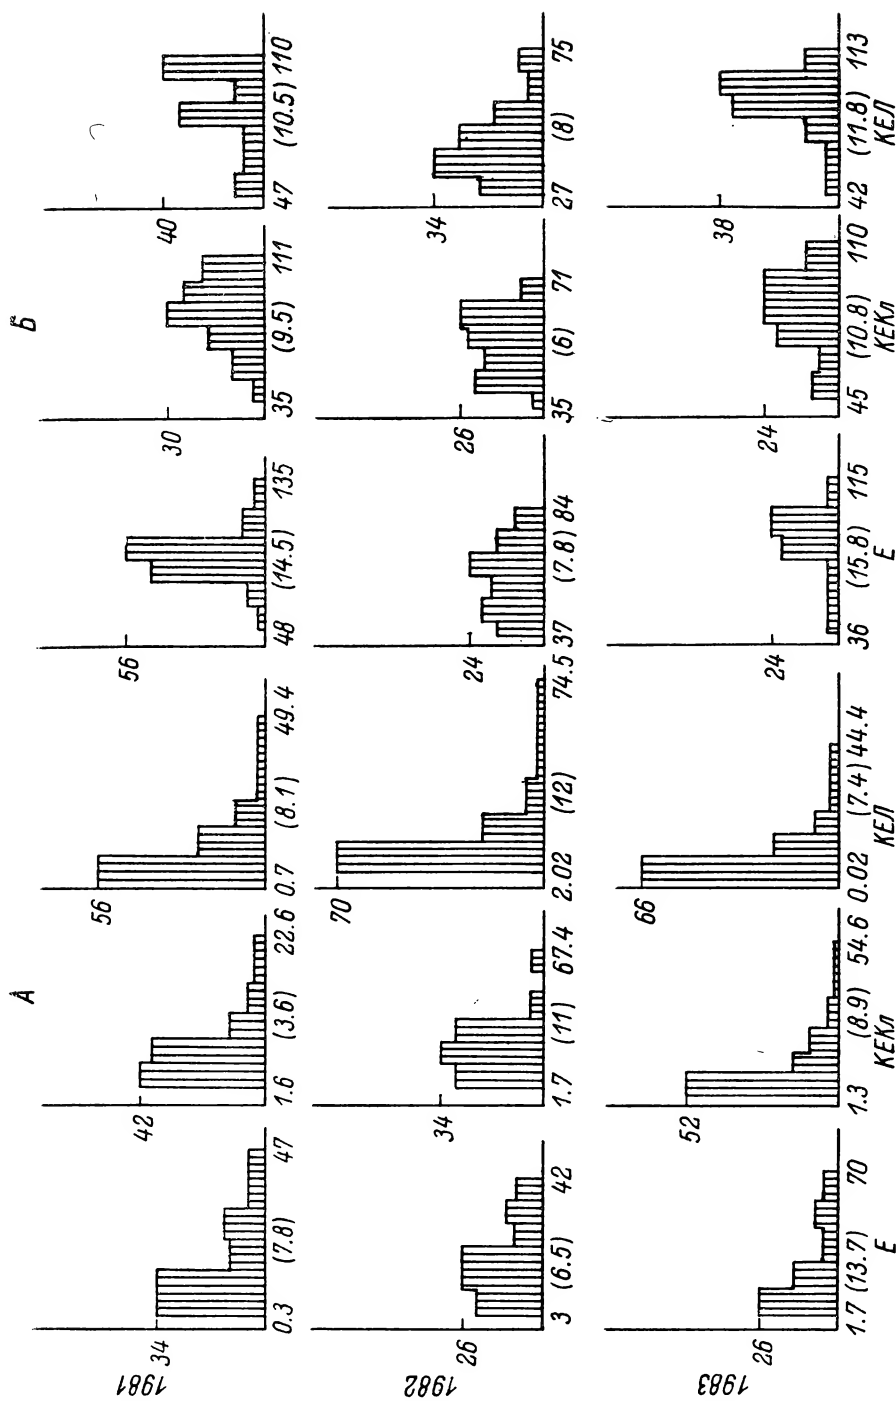 А Б
1981
34 42 56 56 30 40
0.3 (7.8) 47 1.6 (3.6) 22.6 0.7 (8.1) 49.4 48 (14.5) 135 35 (9.5) 111 47 (10.5) 110
1982
26 34 70 24 26 34
3 (6.5) 42 1.7 (11) 67.4 2.02 (12) 74.5 37 (7.8) 84 35 (6) 71 27 (8) 75
1983
26 52 66 24 24 38
1.7 (13.7) 70 1.3 (8.9) 54.6 0.02 (7.4) 44.4 36 (15.8) 115 45 (10.8) 110 42 (11.8) 113
Е КЕКл КЕЛ Е КЕКл КЕЛ